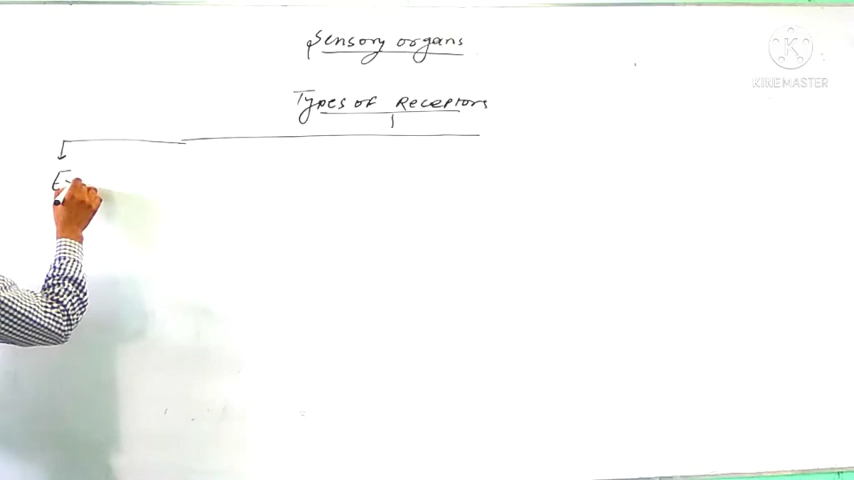 Sensory organs
Types of Receptors
E
K
KINEMASTER